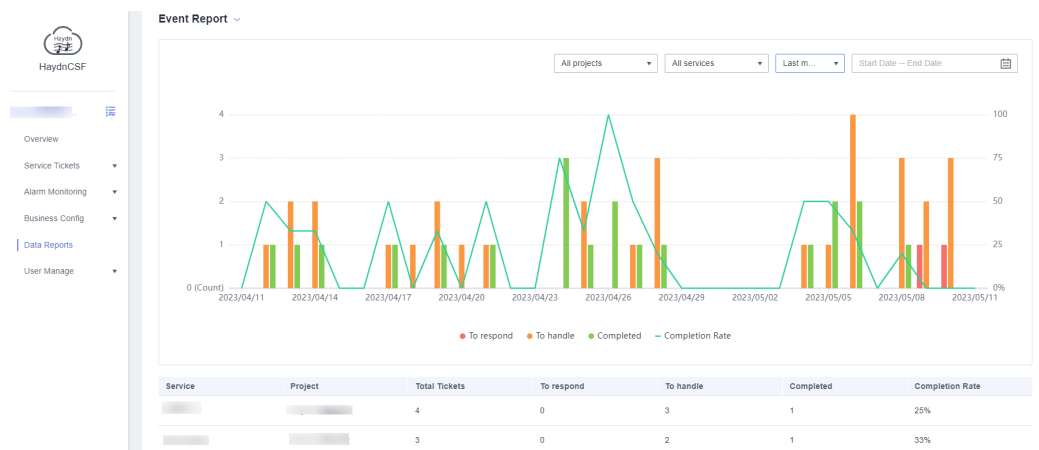 Event Report
Haydn
HaydnCSF
All projects
All services
Last m...
Start Date -- End Date
Overview
Service Tickets
Alarm Monitoring
Business Config
Data Reports
User Manage
4
3
2
1
0 (Count)
100
75
50
25
0%
2023/04/11
2023/04/14
2023/04/17
2023/04/20
2023/04/23
2023/04/26
2023/04/29
2023/05/02
2023/05/05
2023/05/08
2023/05/11
To respond
To handle
Completed
Completion Rate
Service Project Total Tickets To respond To handle Completed Completion Rate
4 0 3 1 25%
3 0 2 1 33%